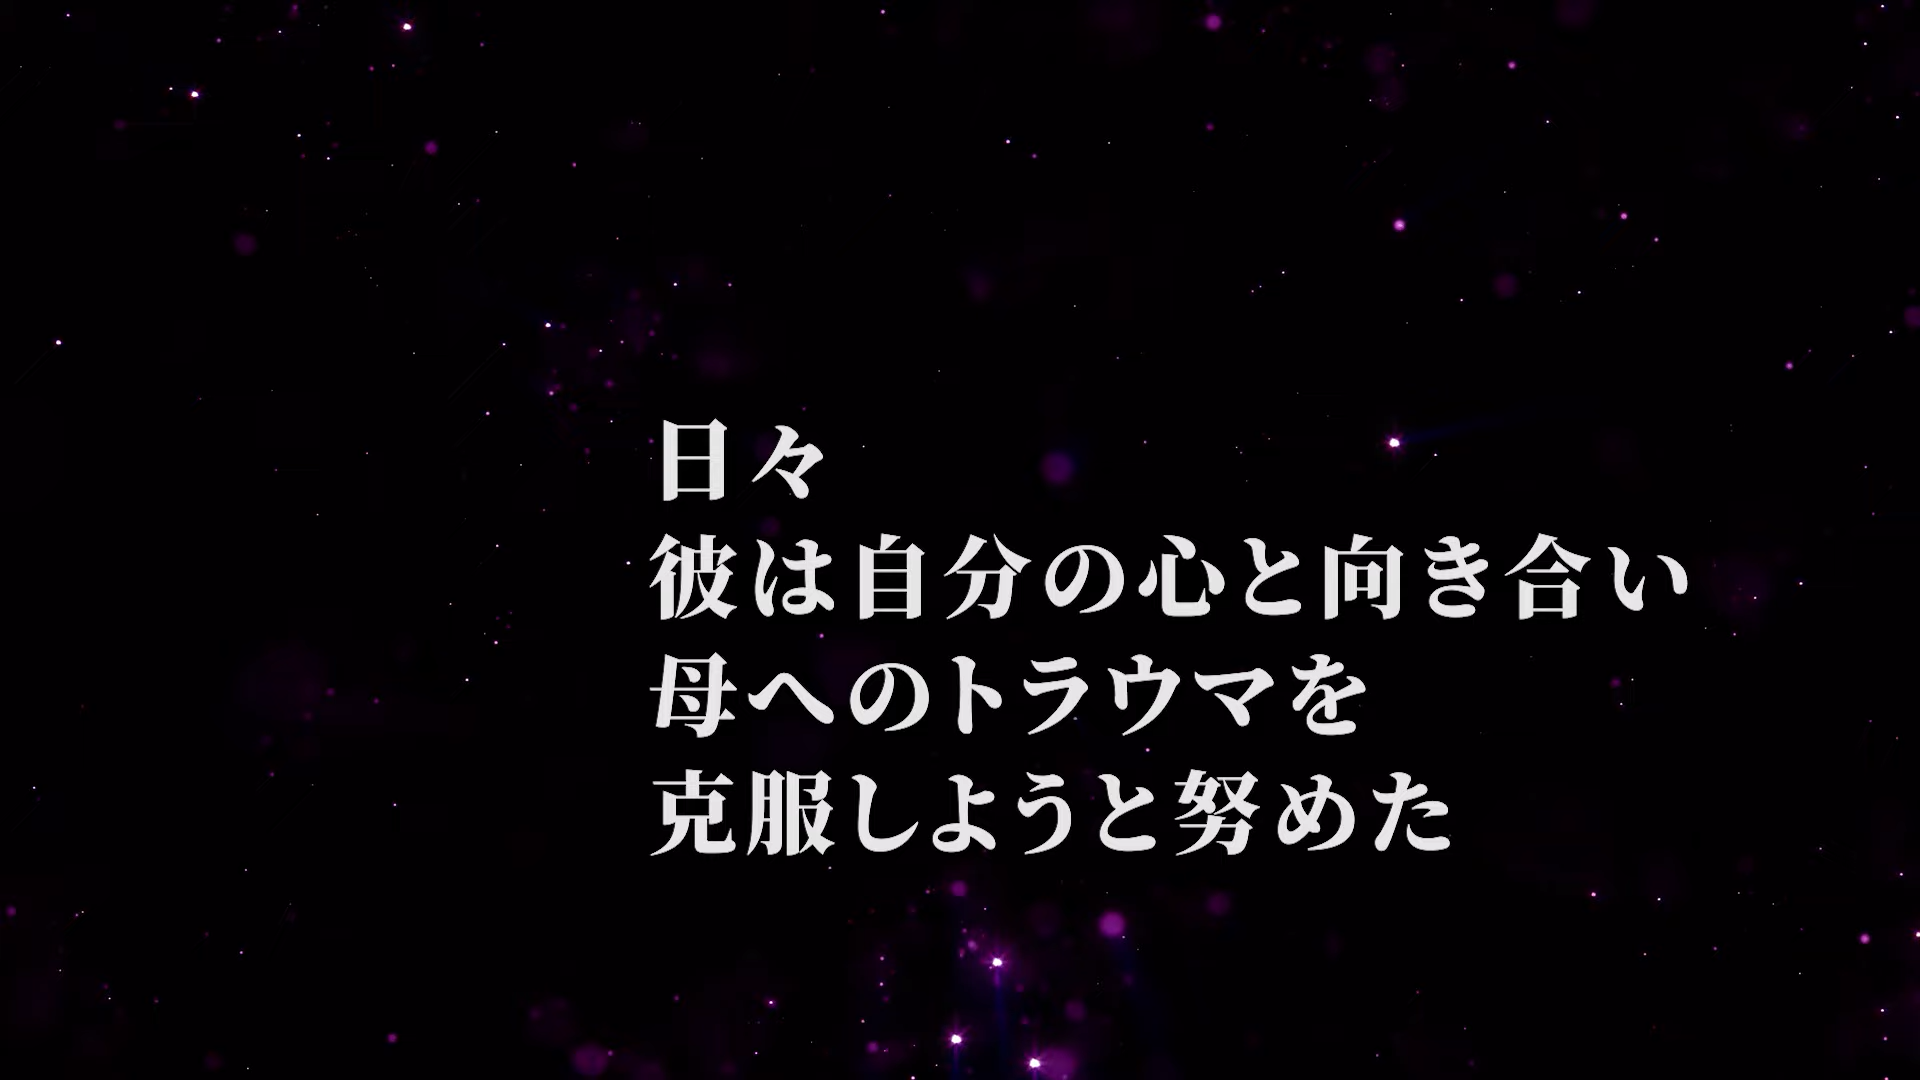 日々
彼は自分の心と向き合い
母へのトラウマを
克服しようと努めた